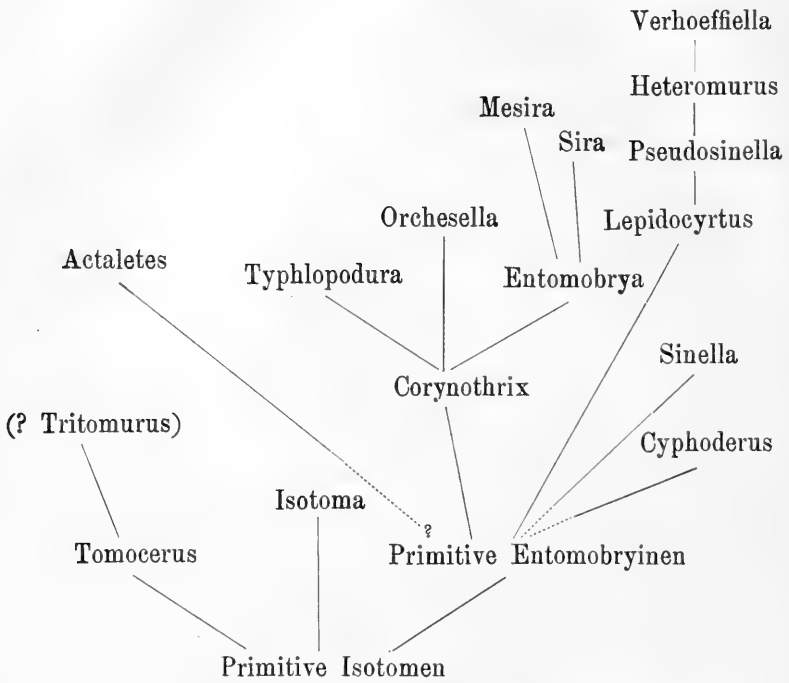 Verhoeffiella
Heteromurus
Mesira
Sira
Pseudosinella
Orchesella
Lepidocyrtus
Actaletes
Typhlopodura
Entomobrya
Sinella
Corynothrix
(? Tritomurus)
Cyphoderus
Isotoma
?
Tomocerus
Primitive Entomobryinen
Primitive Isotomen